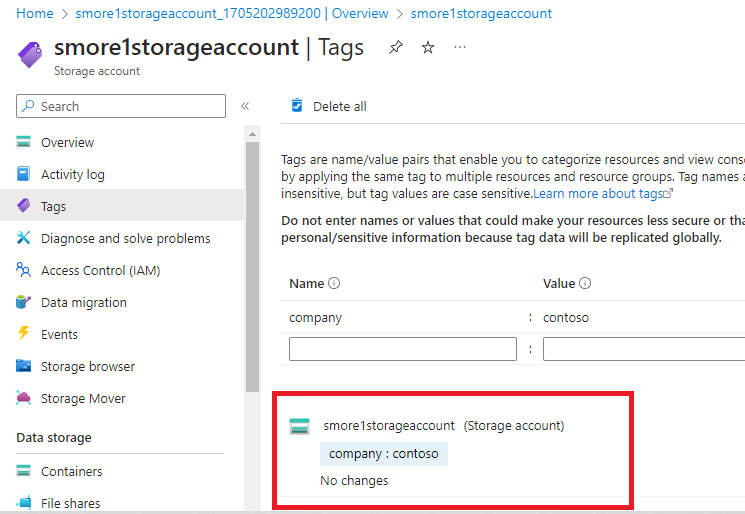 Home > smore1storageaccount_1705202989200 | Overview > smore1storageaccount
smore1storageaccount | Tags
Storage account
Search
Overview
Activity log
Tags
Diagnose and solve problems
Access Control (IAM)
Data migration
Events
Storage browser
Storage Mover
Data storage
Containers
File shares
Delete all
Tags are name/value pairs that enable you to categorize resources and view
by applying the same tag to multiple resources and resource groups. Tag names
insensitive, but tag values are case sensitive.Learn more about tags
Do not enter names or values that could make your resources less secure or
personal/sensitive information because tag data will be replicated globally.
Name Value
company : contoso
:
smore1storageaccount (Storage account)
company : contoso
No changes